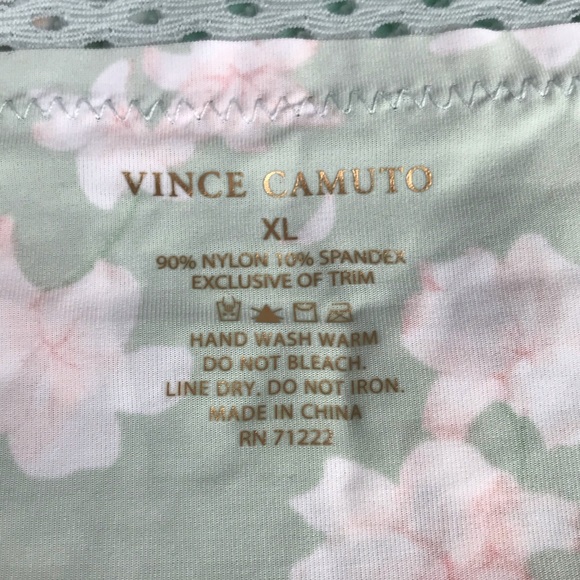 VINCE CAMUTO
XL
90% NYLON 10% SPANDEX
EXCLUSIVE OF TRIM
HAND WASH WARM
DO NOT BLEACH.
LINE DRY. DO NOT IRON.
MADE IN CHINA
RN 71222